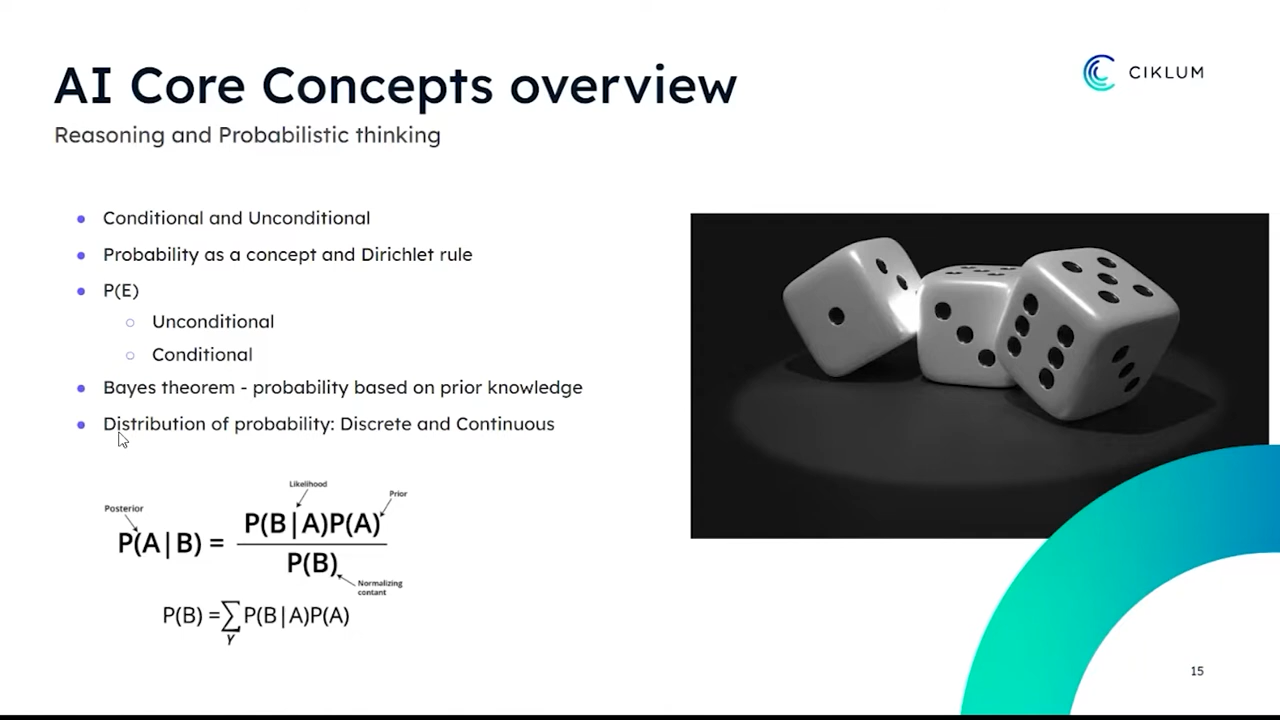 AI Core Concepts overview
CIKLUM
Reasoning and Probabilistic thinking
Conditional and Unconditional
Probability as a concept and Dirichlet rule
P(E)
Unconditional
Conditional
Bayes theorem - probability based on prior knowledge
Distribution of probability: Discrete and Continuous
Likelihood
Prior
Posterior
P(A|B) = P(B|A)P(A) / P(B)
Normalizing
contant
P(B) =∑P(B|A)P(A)
Y
15